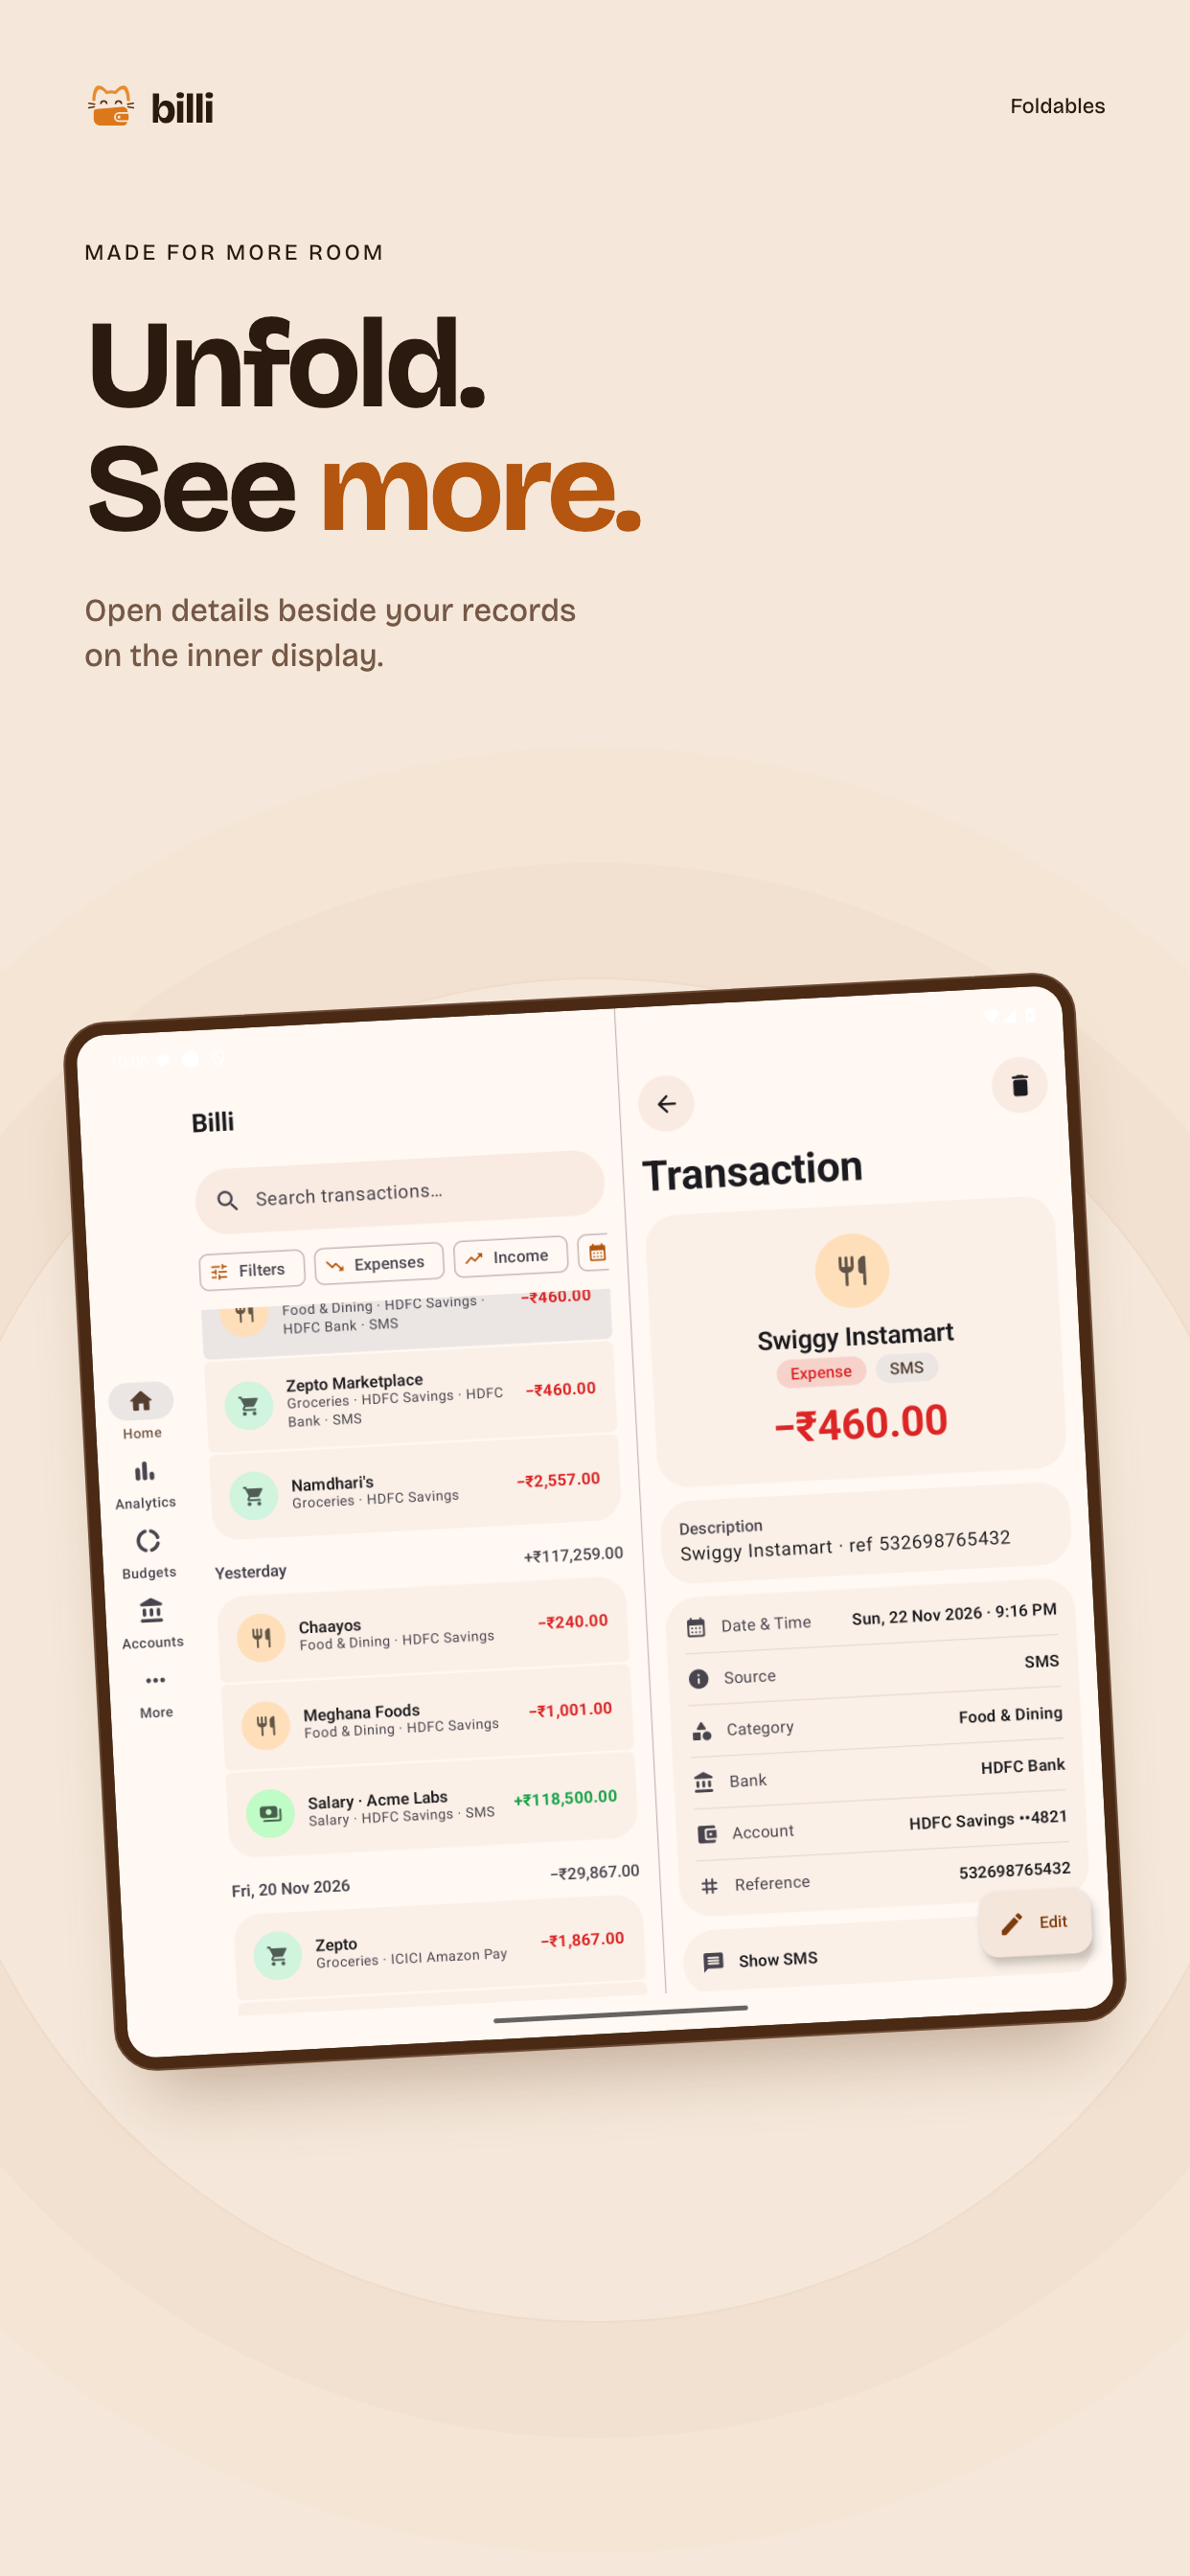 billi
Foldables
MADE FOR MORE ROOM
Unfold.
See more.
Open details beside your records
on the inner display.
Billi
Search transactions...
Filters
Expenses
Income
Food & Dining · HDFC Savings ·
HDFC Bank · SMS
−₹460.00
Zepto Marketplace
Groceries · HDFC Savings · HDFC
Bank · SMS
−₹460.00
Namdhari's
Groceries · HDFC Savings
−₹2,557.00
Yesterday
+₹117,259.00
Chaayos
Food & Dining · HDFC Savings
−₹240.00
Meghana Foods
Food & Dining · HDFC Savings
−₹1,001.00
Salary · Acme Labs
Salary · HDFC Savings · SMS
+₹118,500.00
Fri, 20 Nov 2026
−₹29,867.00
Zepto
Groceries · ICICI Amazon Pay
−₹1,867.00
Home
Analytics
Budgets
Accounts
More
Transaction
Swiggy Instamart
Expense
SMS
−₹460.00
Description
Swiggy Instamart · ref 532698765432
Date & Time
Sun, 22 Nov 2026 · 9:16 PM
Source
SMS
Category
Food & Dining
Bank
HDFC Bank
Account
HDFC Savings ··4821
Reference
532698765432
Edit
Show SMS